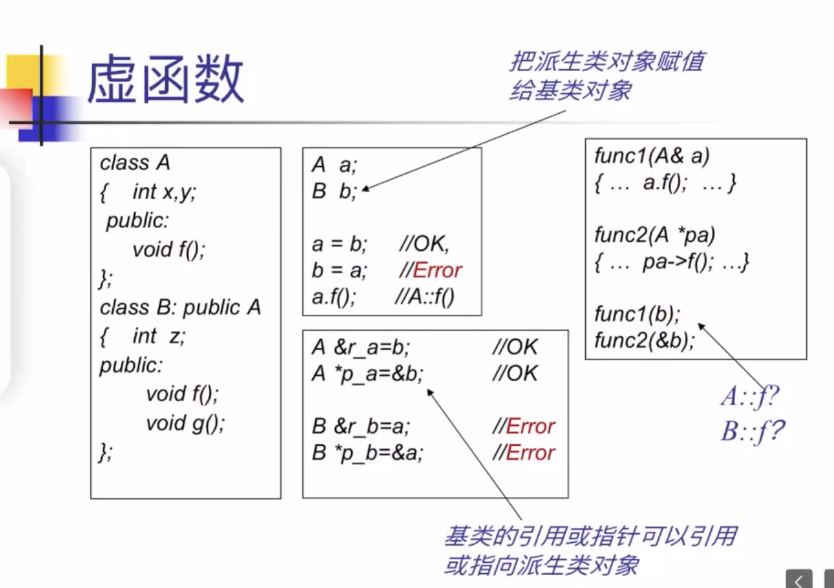 虚函数
把派生类对象赋值
给基类对象
class A
{ int x,y;
public:
void f();
};
class B: public A
{ int z;
public:
void f();
void g();
};
A a;
B b;
a = b; //OK,
b = a; //Error
a.f(); //A::f()
A &r_a=b; //OK
A *p_a=&b; //OK
B &r_b=a; //Error
B *p_b=&a; //Error
func1(A& a)
{ … a.f(); … }
func2(A *pa)
{ … pa->f(); …}
func1(b);
func2(&b);
A::f?
B::f?
基类的引用或指针可以引用
或指向派生类对象